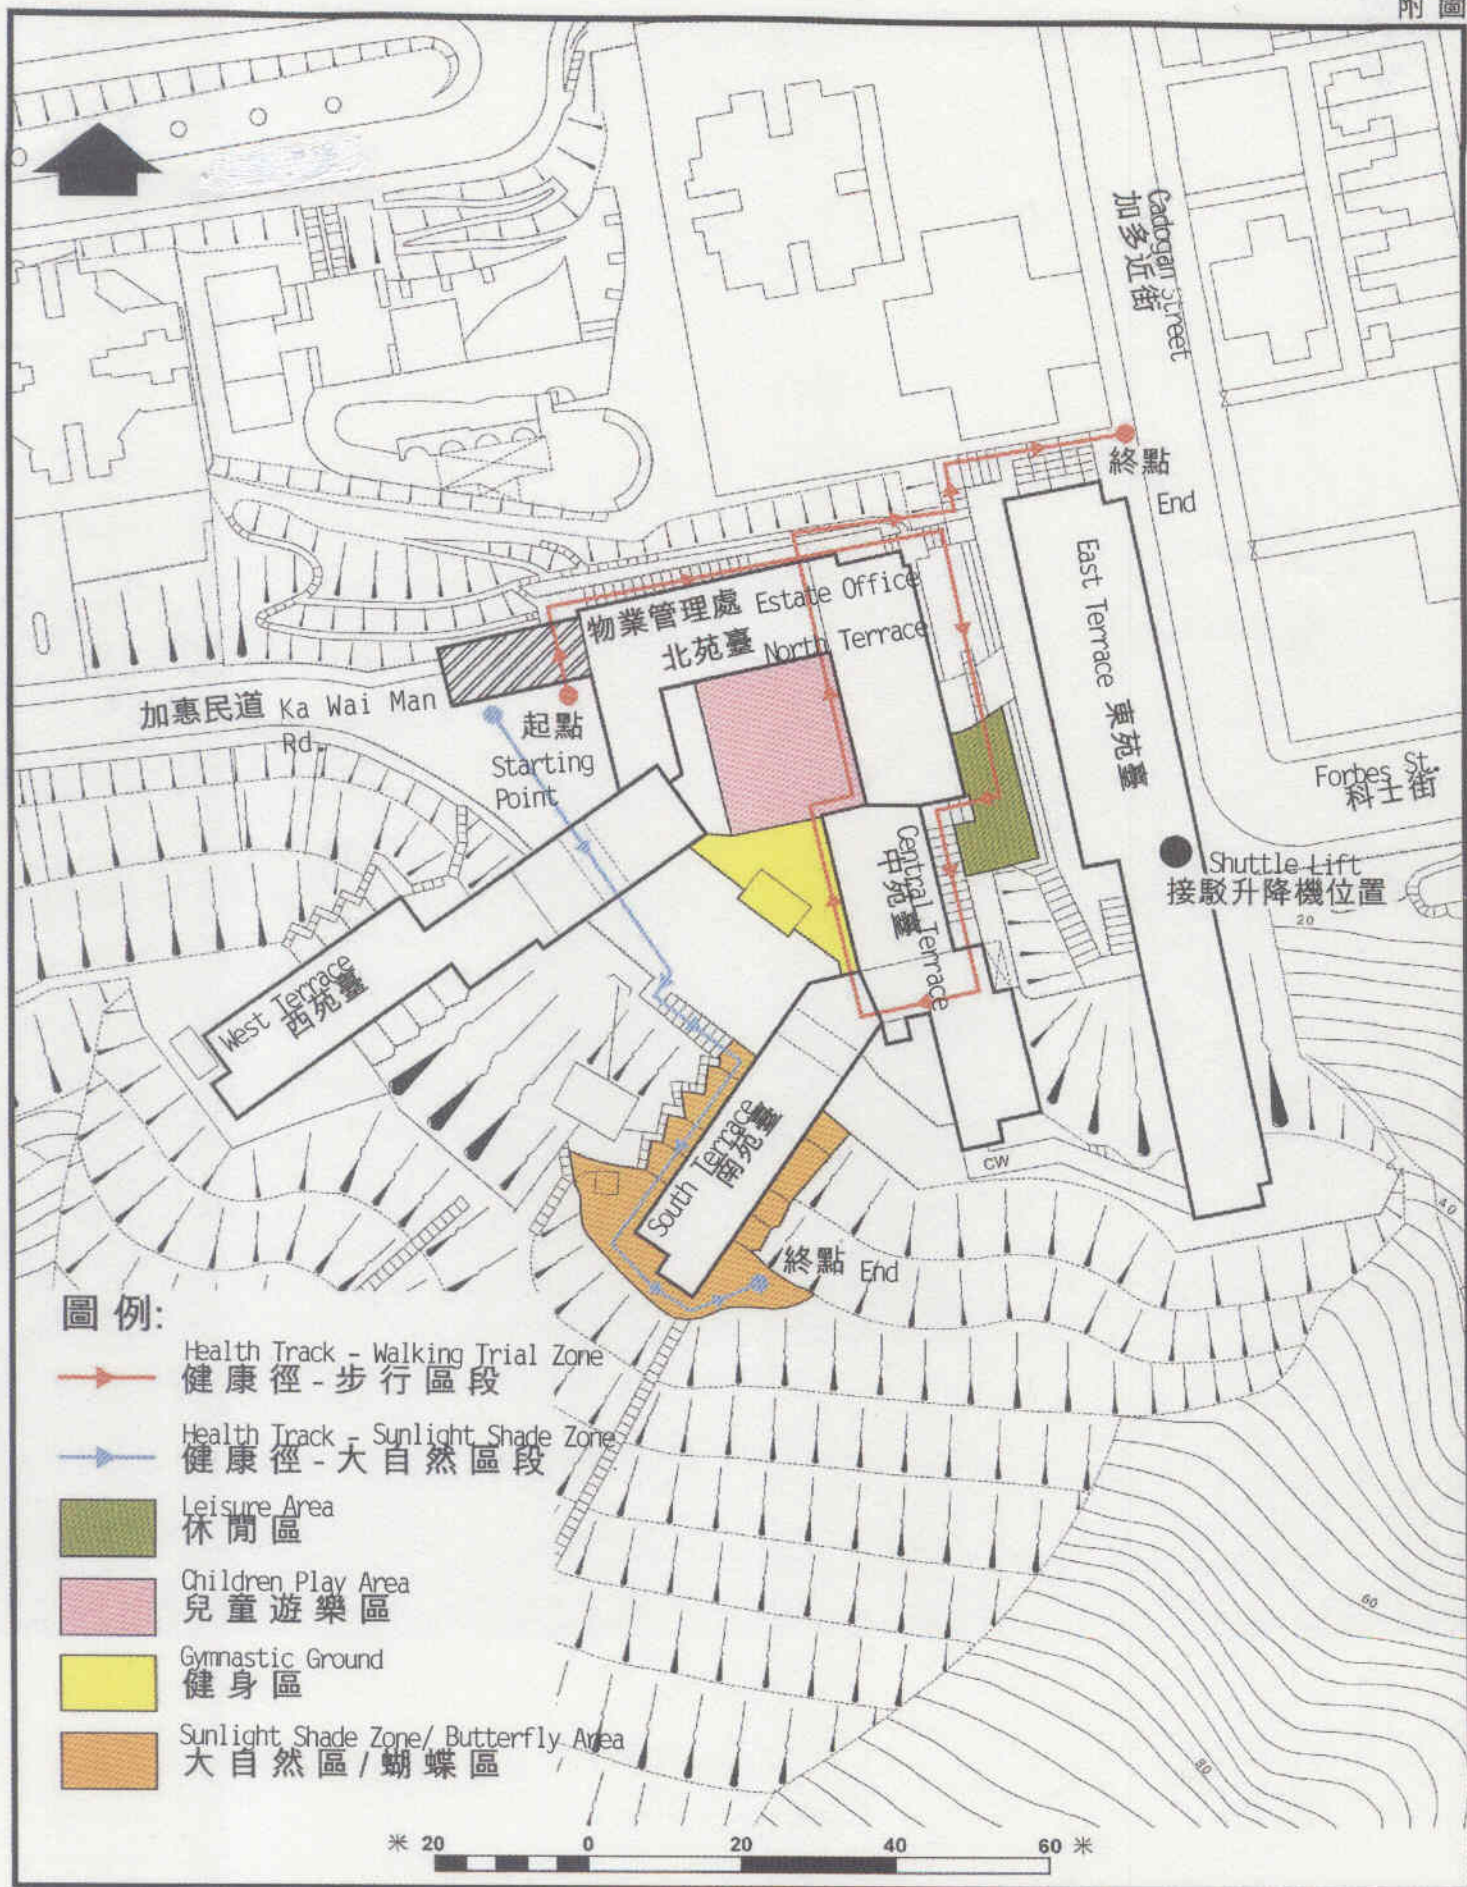 附圖
Cadogan Street
加多近街
終點
End
物業管理處 Estate Office
北苑臺 North Terrace
East Terrace 東苑臺
加惠民道 Ka Wai Man
Rd.
起點
Starting
Point
Forbes St.
科士街
Central Terrace
中苑臺
Shuttle Lift
接駁升降機位置
20
West Terrace
西苑臺
South Terrace
南苑臺
CW
40
終點 End
圖例:
Health Track - Walking Trial Zone
健康徑-步行區段
Health Track - Sunlight Shade Zone
健康徑-大自然區段
Leisure Area
休閒區
Children Play Area
兒童遊樂區
60
Gymnastic Ground
健身區
Sunlight Shade Zone/ Butterfly Area
大自然區/蝴蝶區
80
米 20 0 20 40 60 米